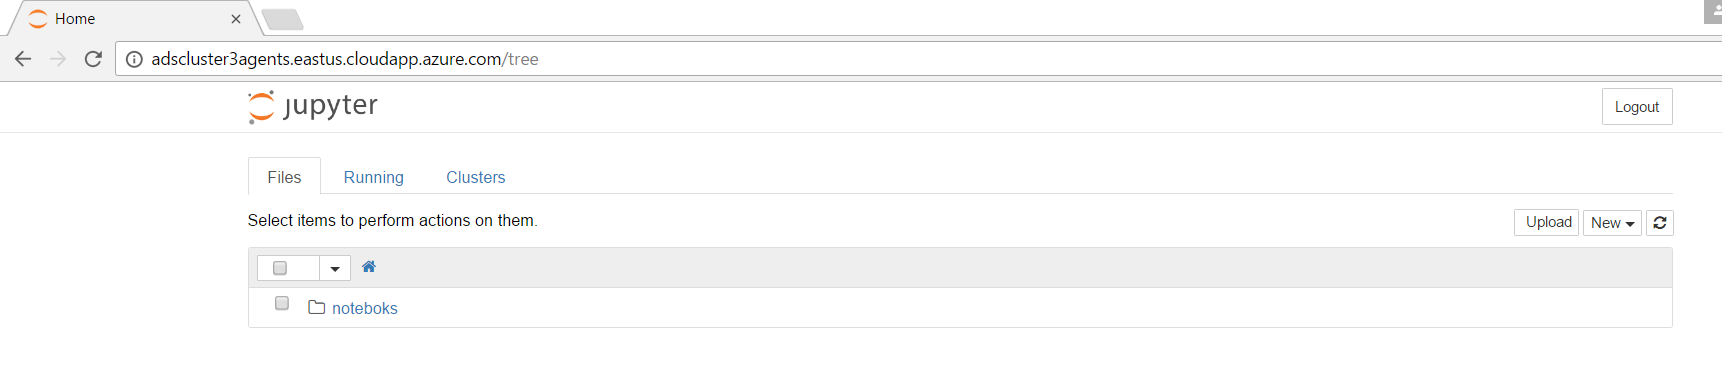 Home
adscluster3agents.eastus.cloudapp.azure.com/tree
jupyter
Logout
Files Running Clusters
Select items to perform actions on them.
Upload New
noteboks